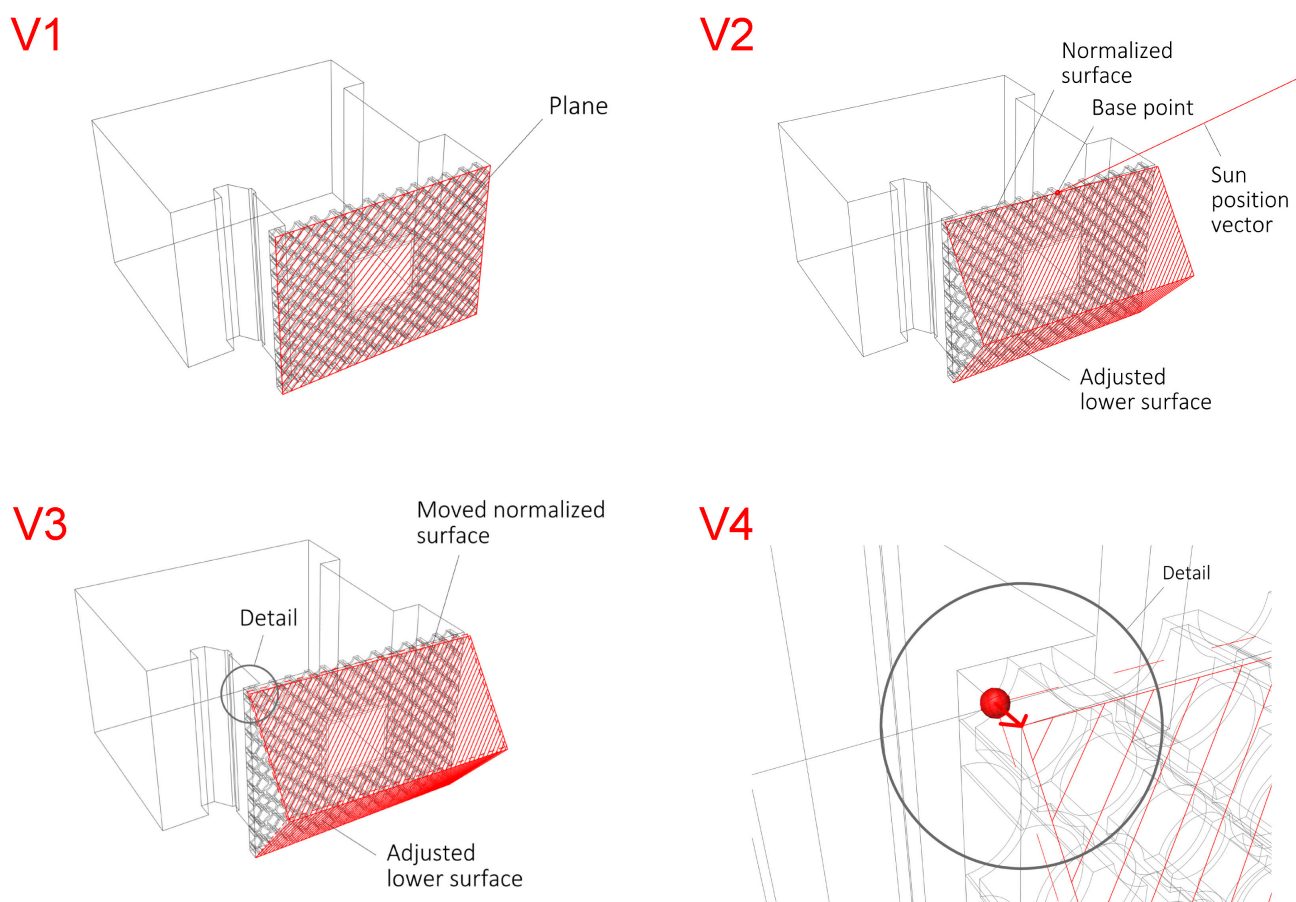 V1
Plane
V2
Normalized
surface
Base point
Sun
position
vector
Adjusted
lower surface
V3
Moved normalized
surface
Detail
Adjusted
lower surface
V4
Detail